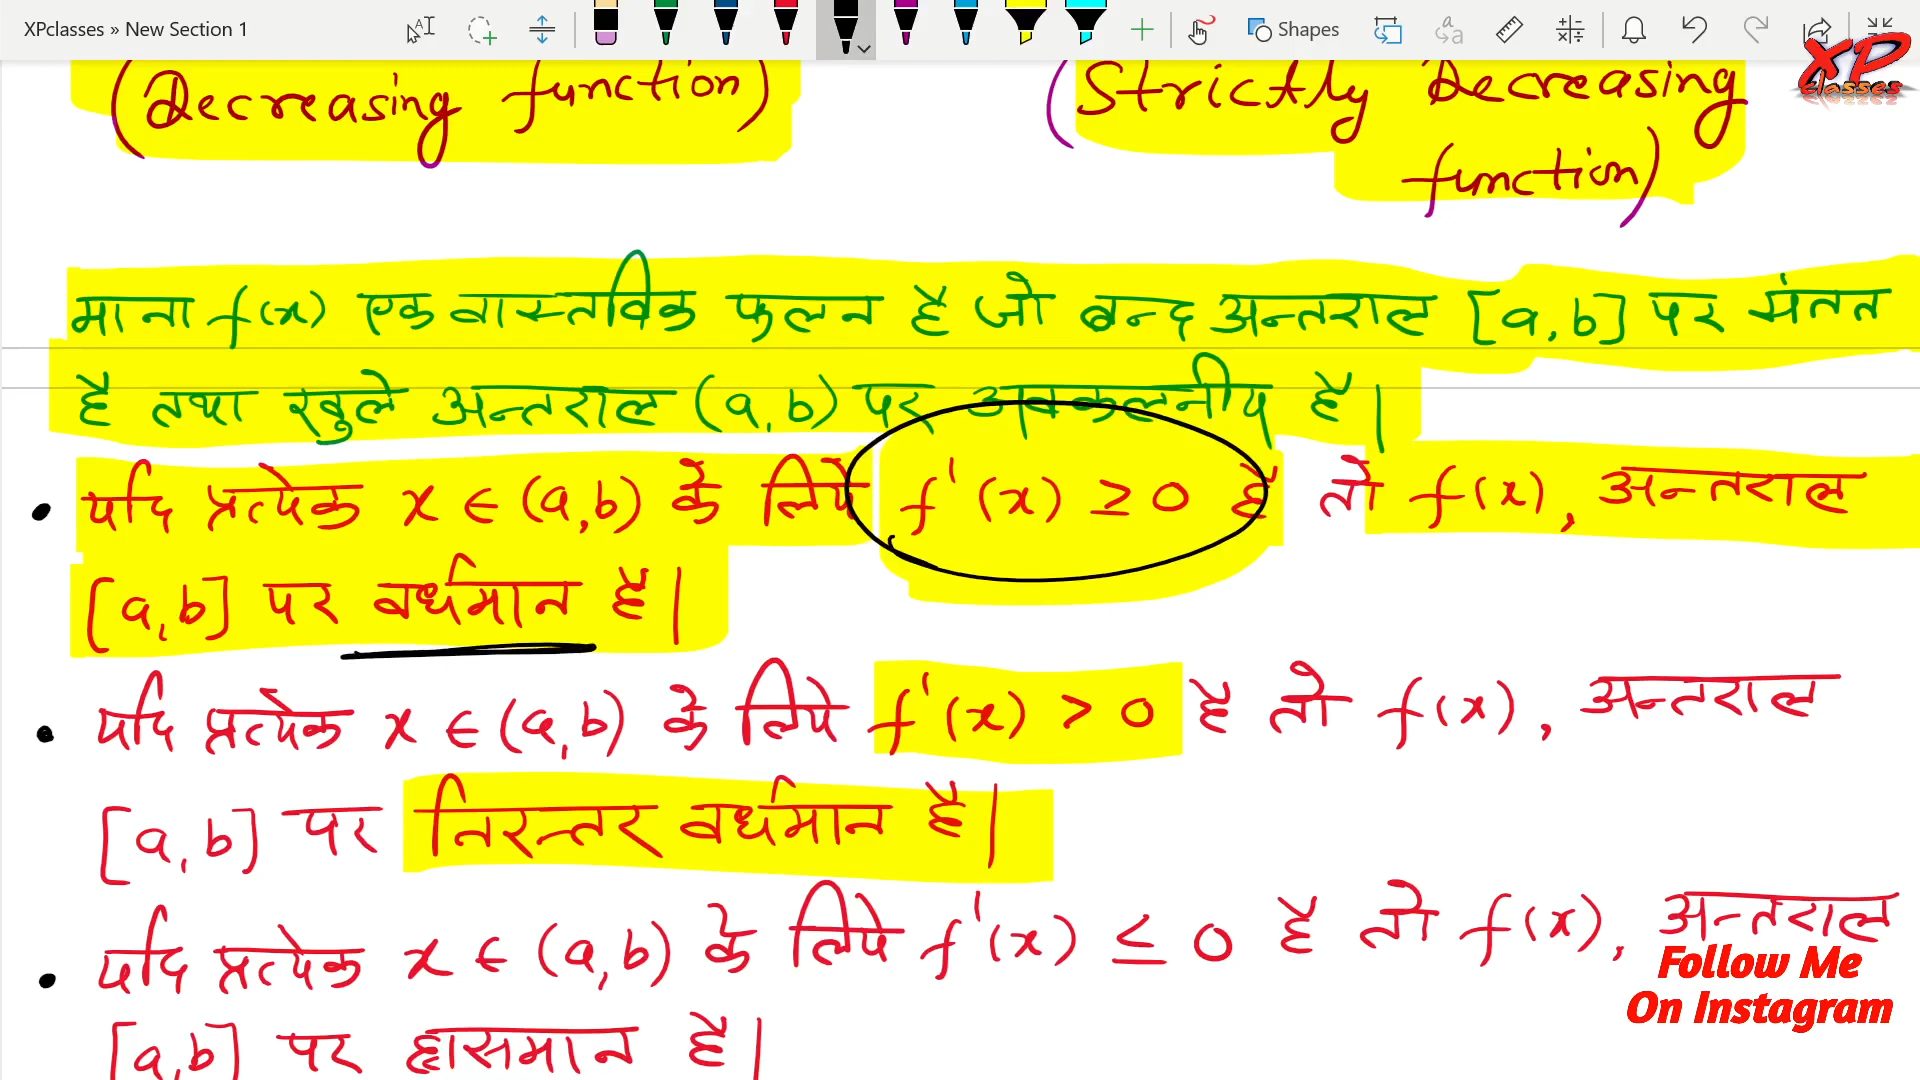 XPclasses » New Section 1
Shapes
XP
classes
(Decreasing function)
(Strictly Decreasing
function)
माना f(x) एक वास्तविक फलन है जो बन्द अन्तराल [a,b] पर संतत
है तथा खुले अन्तराल (a,b) पर अवकलनीय है|
• यदि प्रत्येक x ∈ (a,b) के लिये f'(x) ≥ 0 है तो f(x), अन्तराल
[a,b] पर वर्धमान है|
• यदि प्रत्येक x ∈ (a,b) के लिये f'(x) > 0 है तो f(x), अन्तराल
[a,b] पर निरन्तर वर्धमान है|
• यदि प्रत्येक x ∈ (a,b) के लिये f'(x) ≤ 0 है तो f(x), अन्तराल
[a,b] पर ह्रासमान है|
Follow Me
On Instagram